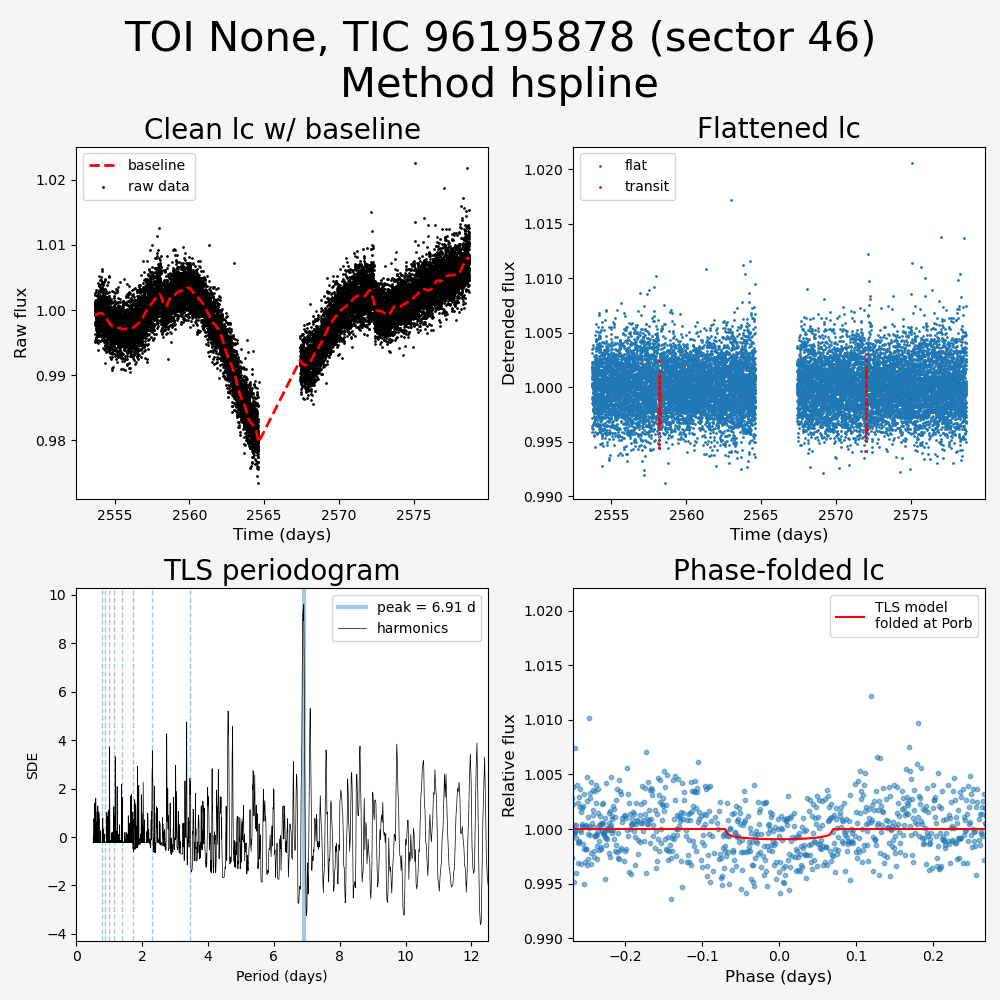 TOI None, TIC 96195878 (sector 46)
Method hspline
Clean lc w/ baseline
Flattened lc
baseline
raw data
flat
transit
1.02
1.01
1.00
0.99
0.98
Raw flux
2555 2560 2565 2570 2575
Time (days)
1.020
1.015
1.010
1.005
1.000
0.995
0.990
Detrended flux
2555 2560 2565 2570 2575
Time (days)
TLS periodogram
Phase-folded lc
peak = 6.91 d
harmonics
TLS model
folded at Porb
10
8
6
4
2
0
−2
−4
SDE
0 2 4 6 8 10 12
Period (days)
1.020
1.015
1.010
1.005
1.000
0.995
0.990
Relative flux
−0.2 −0.1 0.0 0.1 0.2
Phase (days)